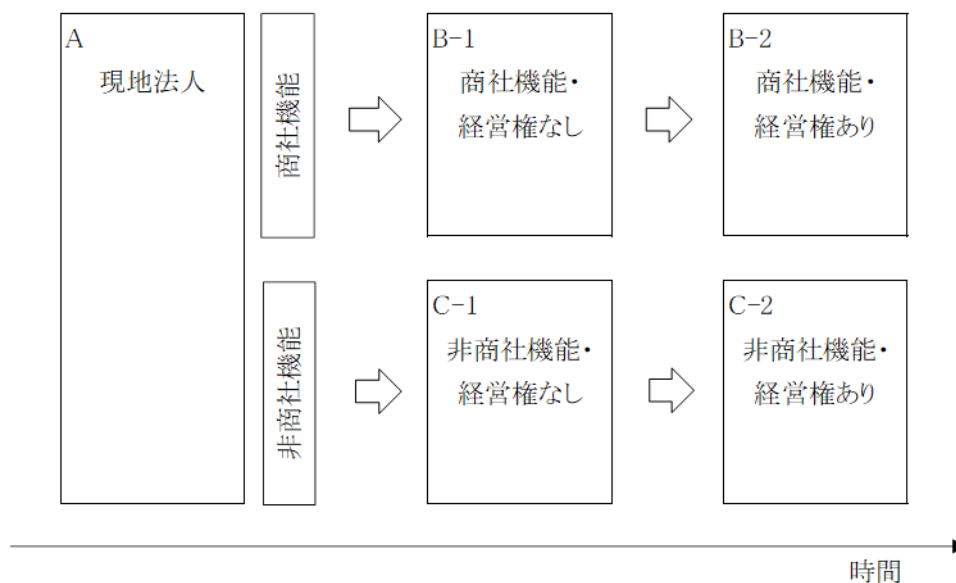 A
現地法人
商社機能
非商社機能
B-1
商社機能・
経営権なし
B-2
商社機能・
経営権あり
C-1
非商社機能・
経営権なし
C-2
非商社機能・
経営権あり
時間